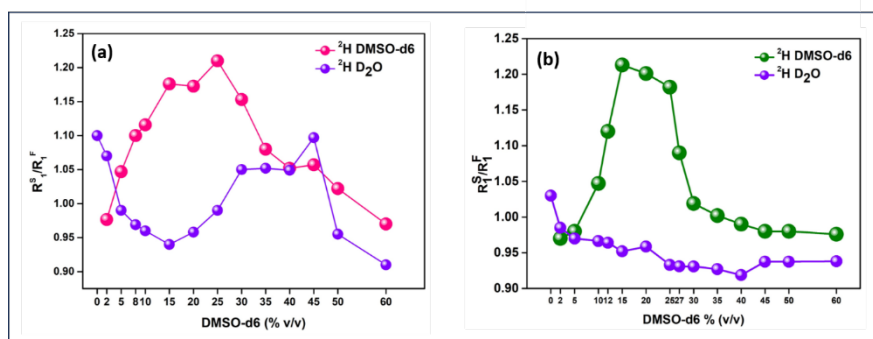 (a)
²H DMSO-d6
²H D₂O
R₁ˢ/R₁ᶠ
1.25
1.20
1.15
1.10
1.05
1.00
0.95
0.90
0 2 5 8 10 15 20 25 30 35 40 45 50 60
DMSO-d6 (% v/v)
(b)
²H DMSO-d6
²H D₂O
R₁ˢ/R₁ᶠ
1.25
1.20
1.15
1.10
1.05
1.00
0.95
0.90
0 2 5 10 12 15 20 25 27 30 35 40 45 50 60
DMSO-d6 % (v/v)